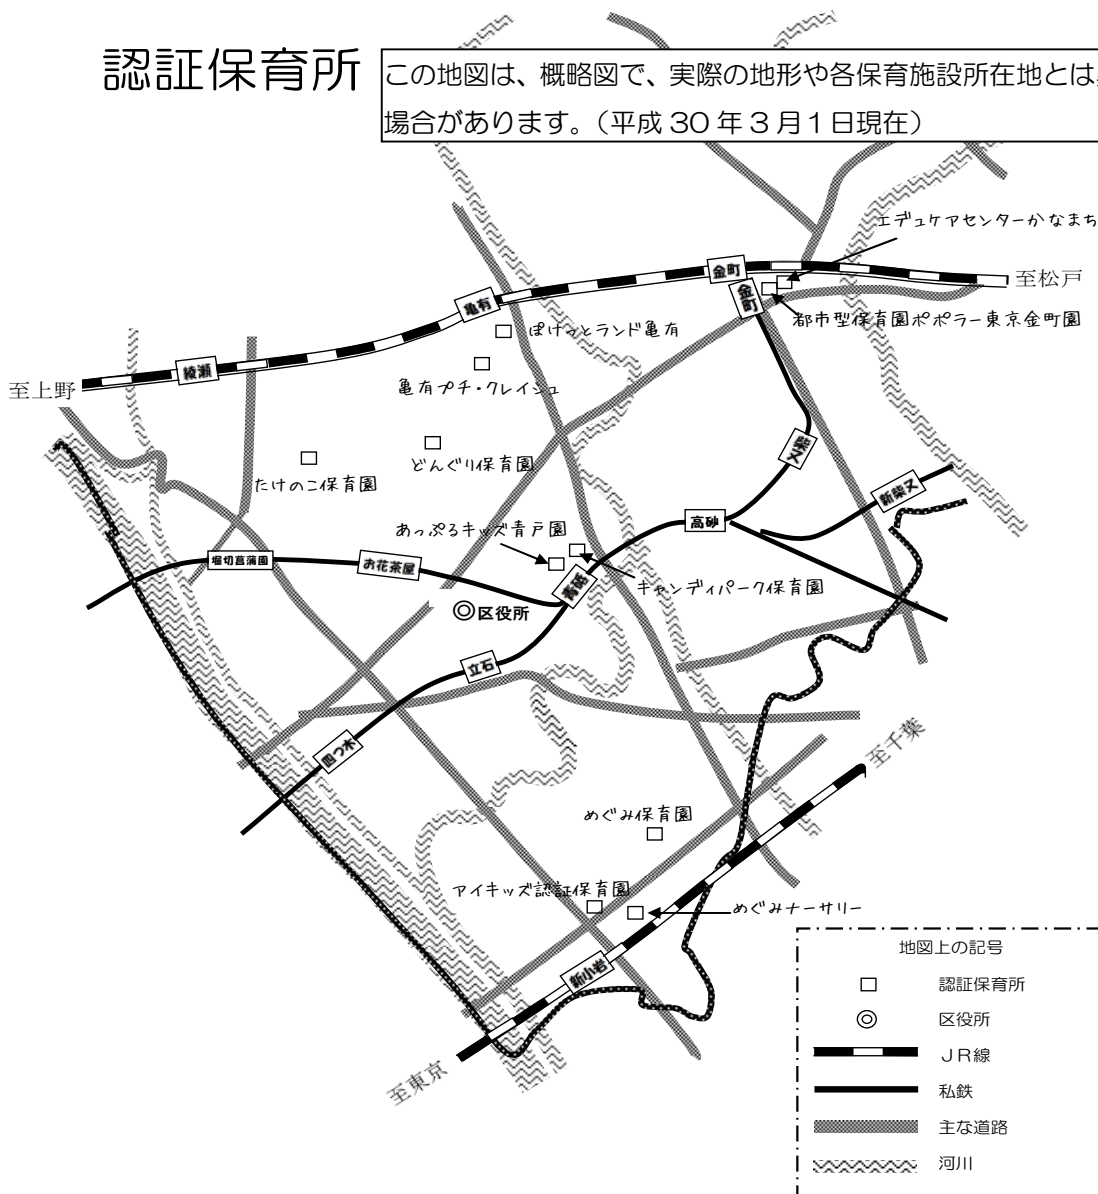 認証保育所
この地図は、概略図で、実際の地形や各保育施設所在地とは
場合があります。（平成30年3月1日現在）
エデュケアセンターかなまち
金町
至松戸
金町
亀有
都市型保育園ポポラー東京金町園
ぽけっとランド亀有
綾瀬
亀有プチ・クレイシュ
至上野
柴又
どんぐり保育園
たけのこ保育園
新柴又
高砂
あっぷるキッズ青戸園
堀切菖蒲園
お花茶屋
青砥
キャンディパーク保育園
区役所
立石
四つ木
至千葉
めぐみ保育園
アイキッズ認証保育園
めぐみナーサリー
新小岩
至東京
地図上の記号
認証保育所
区役所
ＪＲ線
私鉄
主な道路
河川